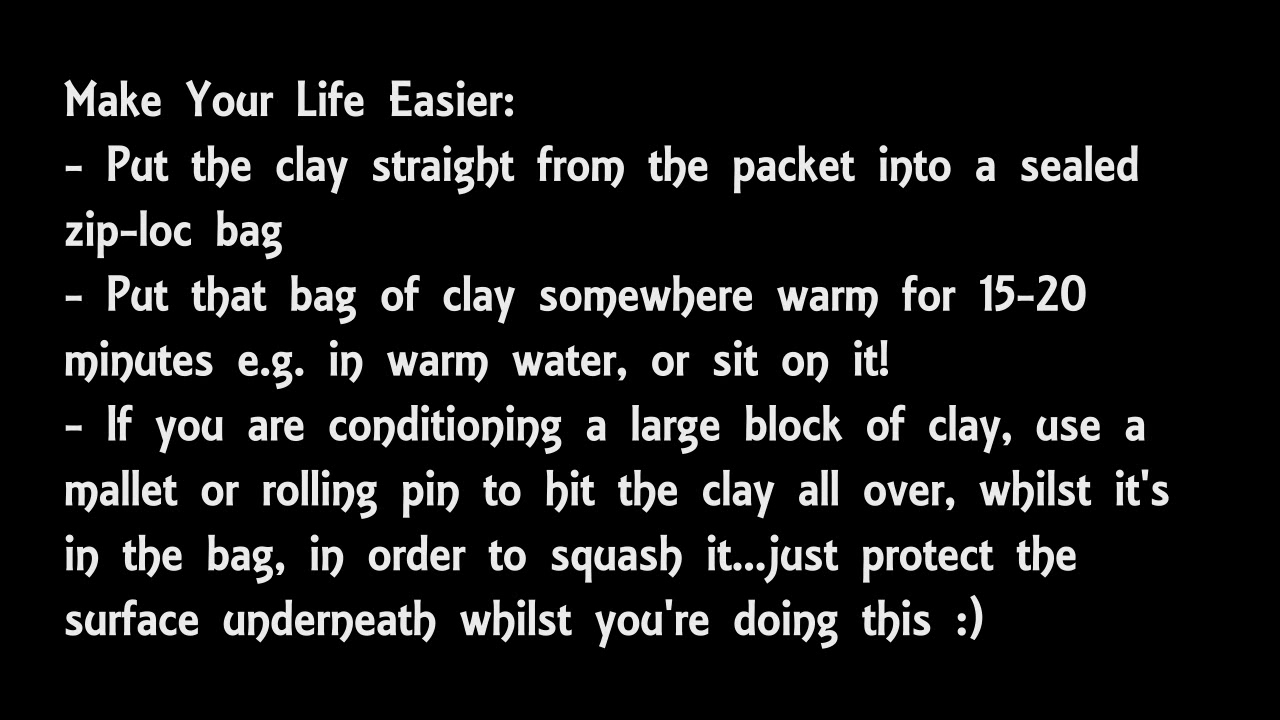 Make Your Life Easier:
- Put the clay straight from the packet into a sealed
zip-loc bag
- Put that bag of clay somewhere warm for 15-20
minutes e.g. in warm water, or sit on it!
- If you are conditioning a large block of clay, use a
mallet or rolling pin to hit the clay all over, whilst it's
in the bag, in order to squash it...just protect the
surface underneath whilst you're doing this :)